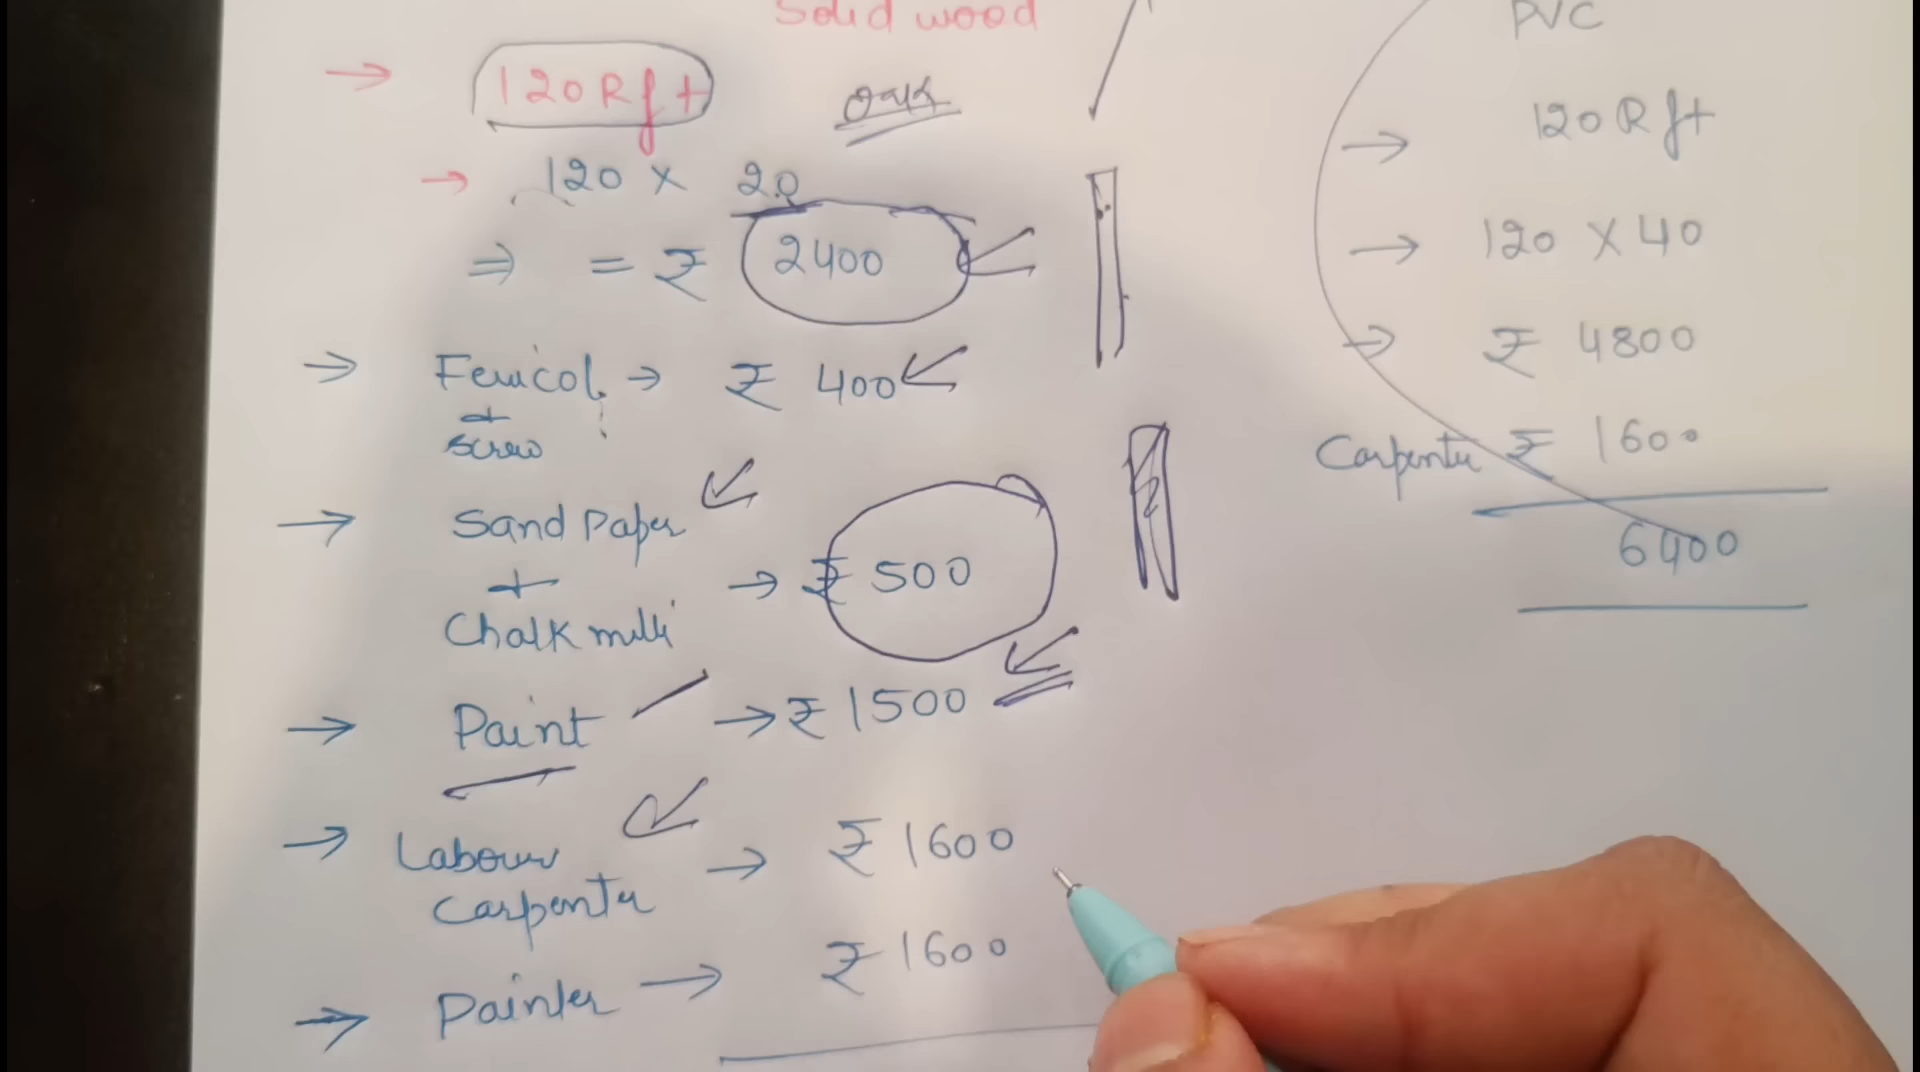 Solid wood
→ 120 Rft
Oak
→ 120 x 20
⇒ = ₹ 2400
→ Fevicol → ₹ 400
+
screw
→ Sand Paper
+ → ₹ 500
Chalk mitti
→ Paint → ₹ 1500
→ Labour → ₹ 1600
Carpenter
→ Painter → ₹ 1600
PVC
→ 120 Rft
→ 120 X 40
→ ₹ 4800
Carpenter ₹ 1600
6400